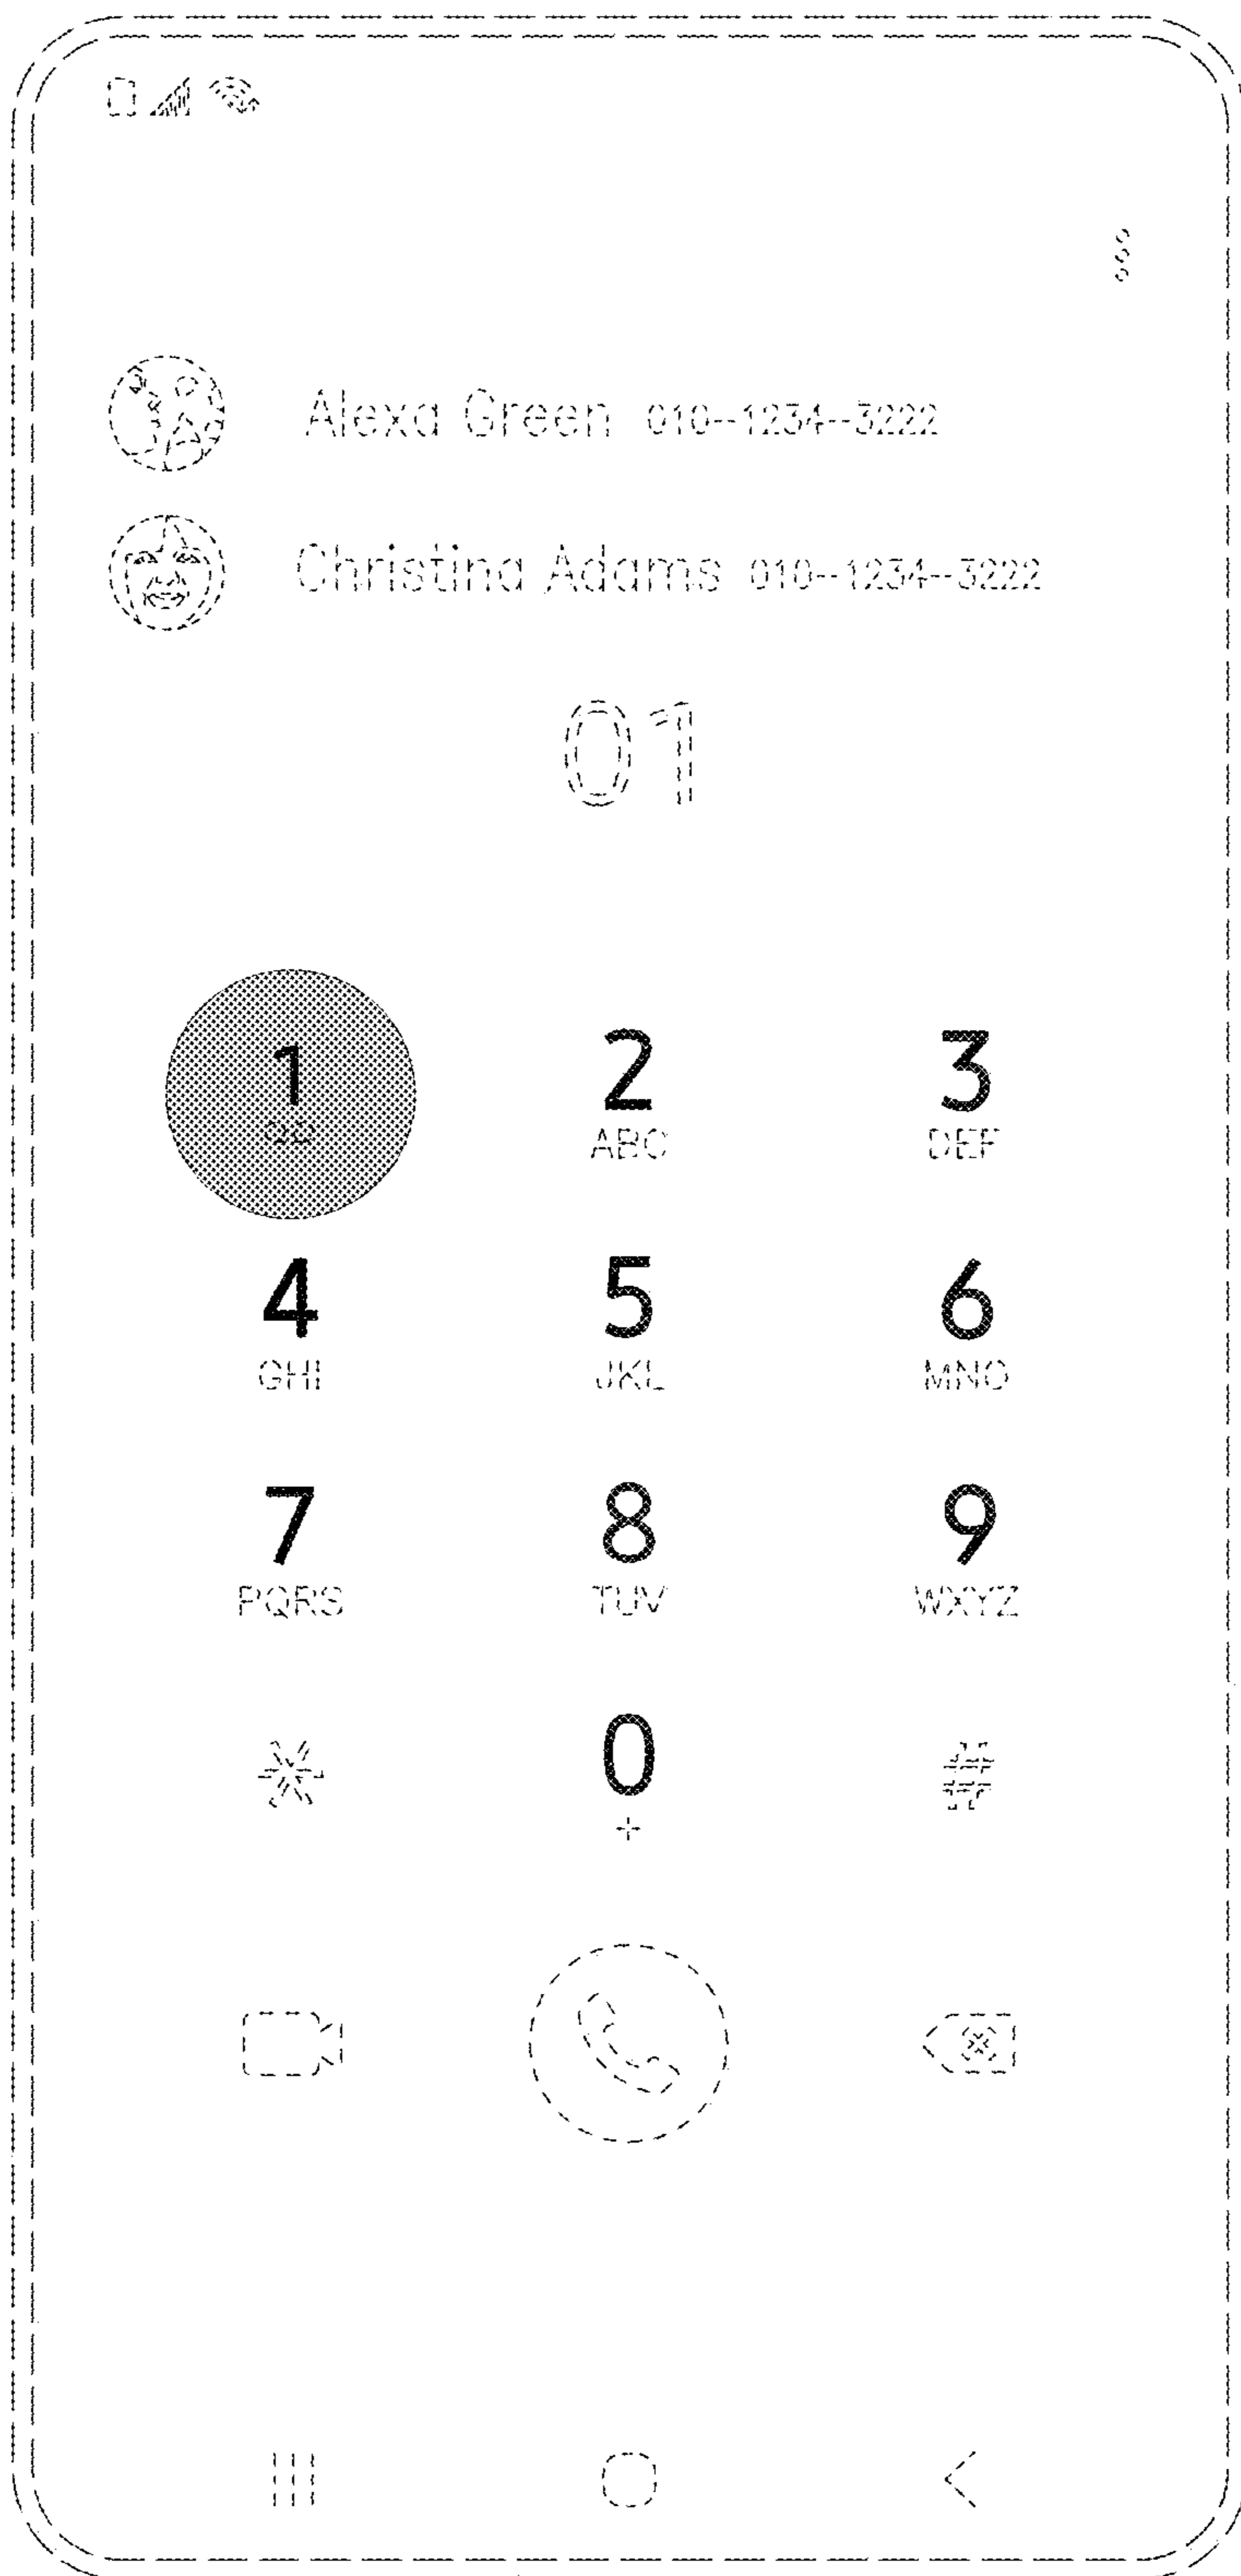 Alexa Green 010--1234--3222
Christina Adams 010--1234--3222
01
1 2 3
ABC DEF
4 5 6
GHI JKL MNO
7 8 9
PQRS TUV WXYZ
* 0 #
+